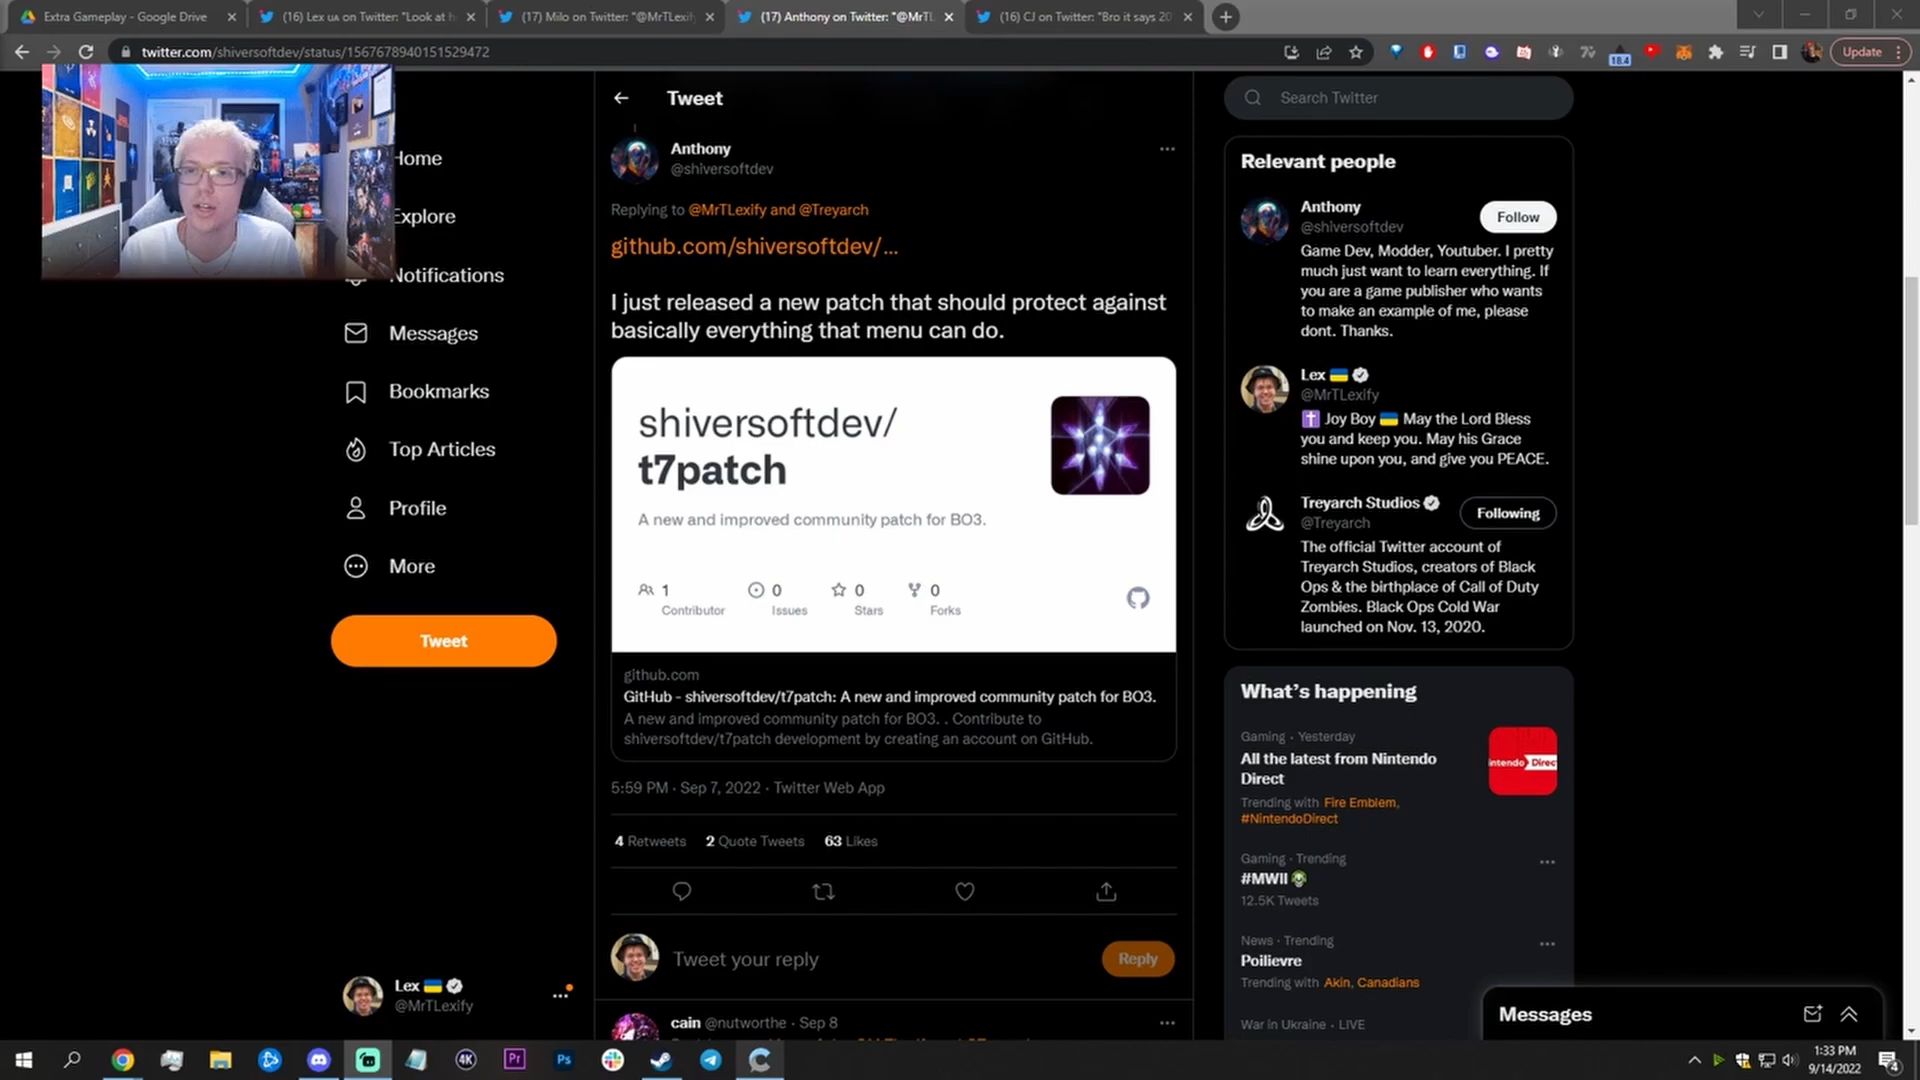 Extra Gameplay - Google Drive
(16) Lex ᴜᴀ on Twitter: "Look at h
(17) Milo on Twitter: "@MrTLexif
(17) Anthony on Twitter: "@MrTL
(16) CJ on Twitter: "Bro it says 20
twitter.com/shiversoftdev/status/1567678940151529472
18.4
Update
Home
Explore
Notifications
Messages
Bookmarks
Top Articles
Profile
More
Tweet
Lex
@MrTLexify
Tweet
Anthony
@shiversoftdev
Replying to @MrTLexify and @Treyarch
github.com/shiversoftdev/...
I just released a new patch that should protect against
basically everything that menu can do.
shiversoftdev/
t7patch
A new and improved community patch for BO3.
1
Contributor
0
Issues
0
Stars
0
Forks
github.com
GitHub - shiversoftdev/t7patch: A new and improved community patch for BO3.
A new and improved community patch for BO3. . Contribute to
shiversoftdev/t7patch development by creating an account on GitHub.
5:59 PM · Sep 7, 2022 · Twitter Web App
4 Retweets 2 Quote Tweets 63 Likes
Tweet your reply
Reply
cain @nutworthe · Sep 8
Search Twitter
Relevant people
Anthony
@shiversoftdev
Follow
Game Dev, Modder, Youtuber. I pretty
much just want to learn everything. If
you are a game publisher who wants
to make an example of me, please
dont. Thanks.
Lex
@MrTLexify
Joy Boy May the Lord Bless
you and keep you. May his Grace
shine upon you, and give you PEACE.
Treyarch Studios
@Treyarch
Following
The official Twitter account of
Treyarch Studios, creators of Black
Ops & the birthplace of Call of Duty
Zombies. Black Ops Cold War
launched on Nov. 13, 2020.
What's happening
Gaming · Yesterday
All the latest from Nintendo
Direct
Trending with Fire Emblem,
#NintendoDirect
Gaming · Trending
#MWII
12.5K Tweets
News · Trending
Poilievre
Trending with Akin, Canadians
War in Ukraine · LIVE
Messages
4K
Pr
Ps
1:33 PM
9/14/2022
4